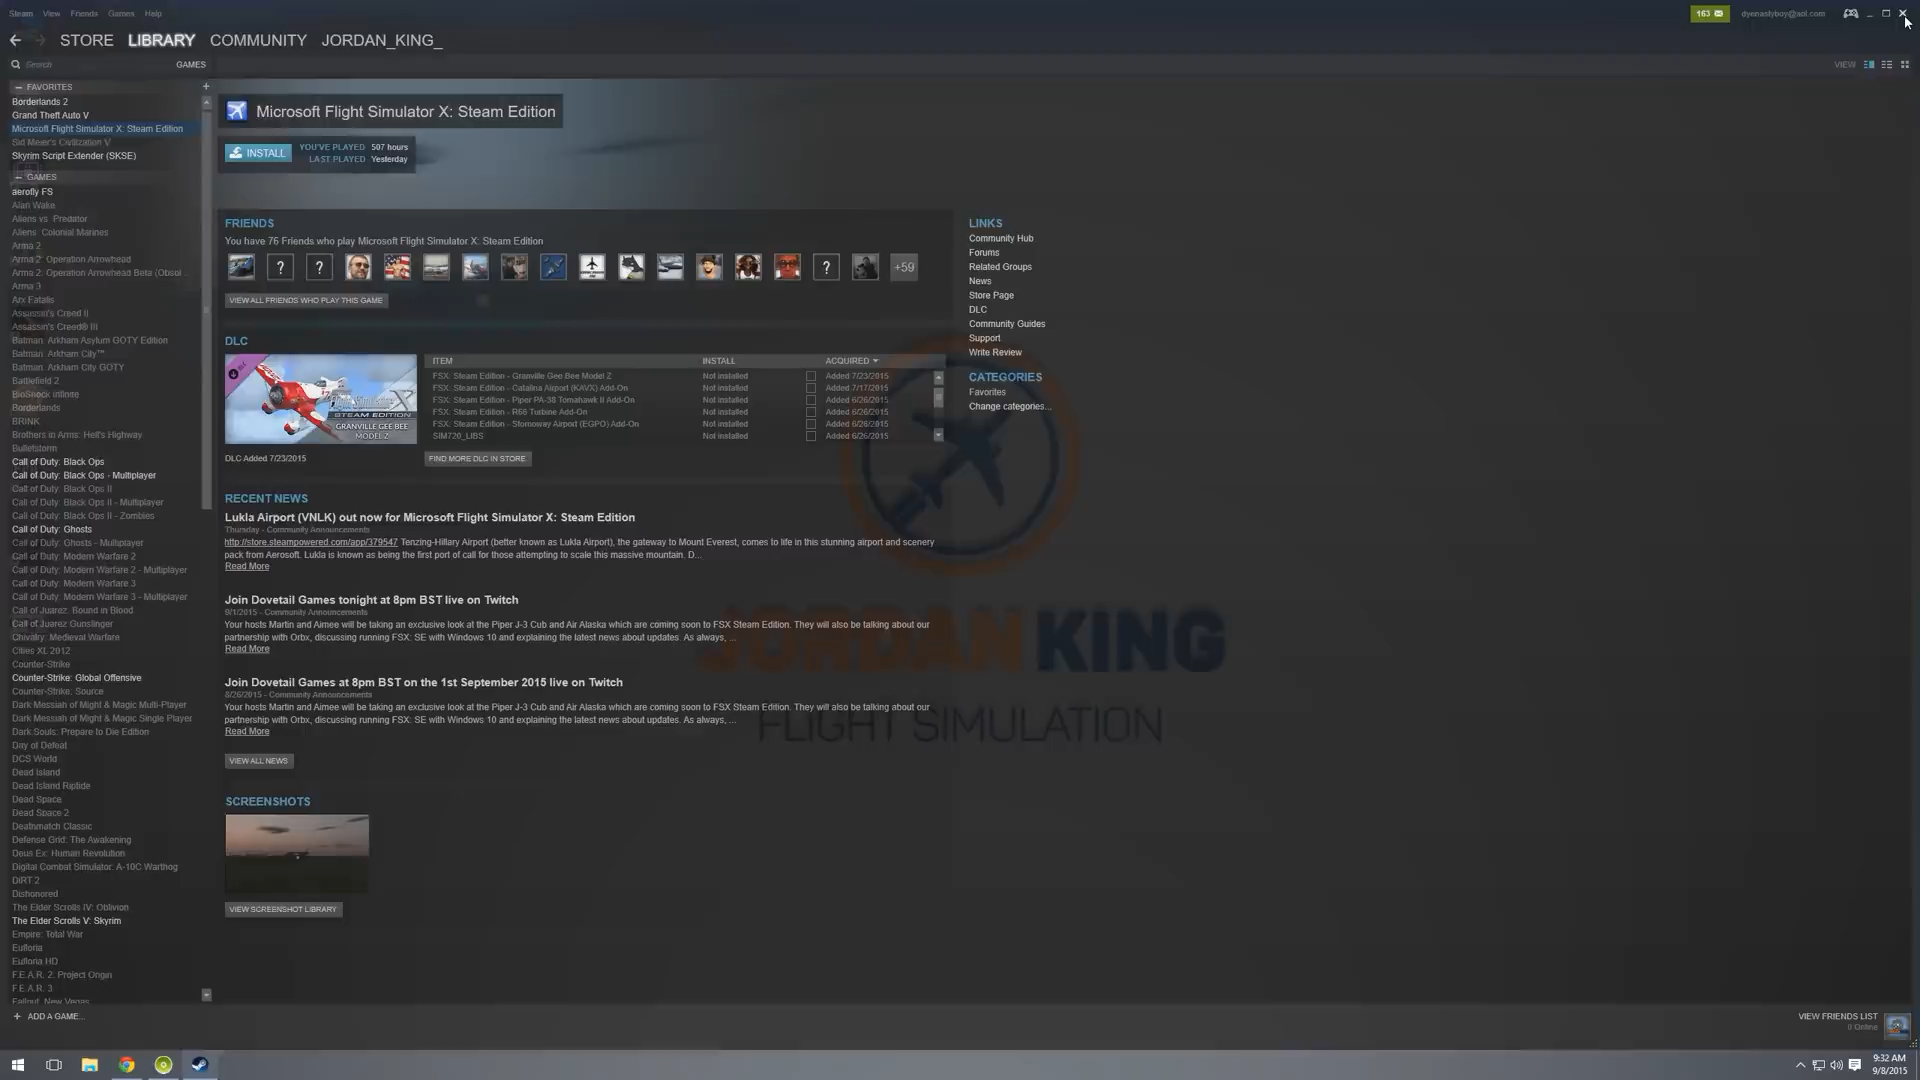 Steam View Friends Games Help
163
dyenastyboy@aol.com
STORE LIBRARY COMMUNITY JORDAN_KING_
Search GAMES
VIEW
FAVORITES
Borderlands 2
Grand Theft Auto V
Microsoft Flight Simulator X: Steam Edition
Sid Meier's Civilization V
Skyrim Script Extender (SKSE)
GAMES
aerofly FS
Alan Wake
Aliens vs. Predator
Aliens: Colonial Marines
Arma 2
Arma 2: Operation Arrowhead
Arma 2: Operation Arrowhead Beta (Obsol...
Arma 3
Arx Fatalis
Assassin's Creed II
Assassin's Creed® III
Batman: Arkham Asylum GOTY Edition
Batman: Arkham City™
Batman: Arkham City GOTY
Battlefield 2
BioShock Infinite
Borderlands
BRINK
Brothers in Arms: Hell's Highway
Bulletstorm
Call of Duty: Black Ops
Call of Duty: Black Ops - Multiplayer
Call of Duty: Black Ops II
Call of Duty: Black Ops II - Multiplayer
Call of Duty: Black Ops II - Zombies
Call of Duty: Ghosts
Call of Duty: Ghosts - Multiplayer
Call of Duty: Modern Warfare 2
Call of Duty: Modern Warfare 2 - Multiplayer
Call of Duty: Modern Warfare 3
Call of Duty: Modern Warfare 3 - Multiplayer
Call of Juarez: Bound in Blood
Call of Juarez Gunslinger
Chivalry: Medieval Warfare
Cities XL 2012
Counter-Strike
Counter-Strike: Global Offensive
Counter-Strike: Source
Dark Messiah of Might & Magic Multi-Player
Dark Messiah of Might & Magic Single Player
Dark Souls: Prepare to Die Edition
Day of Defeat
DCS World
Dead Island
Dead Island Riptide
Dead Space
Dead Space 2
Deathmatch Classic
Defense Grid: The Awakening
Deus Ex: Human Revolution
Digital Combat Simulator: A-10C Warthog
DiRT 2
Dishonored
The Elder Scrolls IV: Oblivion
The Elder Scrolls V: Skyrim
Empire: Total War
Eufloria
Eufloria HD
F.E.A.R. 2: Project Origin
F.E.A.R. 3
Fallout: New Vegas
+ ADD A GAME...
Microsoft Flight Simulator X: Steam Edition
INSTALL
YOU'VE PLAYED 507 hours
LAST PLAYED Yesterday
FRIENDS
You have 76 Friends who play Microsoft Flight Simulator X: Steam Edition
? ? ? +59
VIEW ALL FRIENDS WHO PLAY THIS GAME
DLC
STEAM EDITION
GRANVILLE GEE BEE
MODEL Z
DLC Added 7/23/2015
ITEM INSTALL ACQUIRED
FSX: Steam Edition - Granville Gee Bee Model Z Not installed Added 7/23/2015
FSX: Steam Edition - Catalina Airport (KAVX) Add-On Not installed Added 7/17/2015
FSX: Steam Edition - Piper PA-38 Tomahawk II Add-On Not installed Added 6/26/2015
FSX: Steam Edition - R66 Turbine Add-On Not installed Added 6/26/2015
FSX: Steam Edition - Stornoway Airport (EGPO) Add-On Not installed Added 6/26/2015
SIM720_LIBS Not installed Added 6/26/2015
FIND MORE DLC IN STORE
RECENT NEWS
Lukla Airport (VNLK) out now for Microsoft Flight Simulator X: Steam Edition
Thursday - Community Announcements
http://store.steampowered.com/app/379547 Tenzing-Hillary Airport (better known as Lukla Airport), the gateway to Mount Everest, comes to life in this stunning airport and scenery
pack from Aerosoft. Lukla is known as being the first port of call for those attempting to scale this massive mountain. D...
Read More
Join Dovetail Games tonight at 8pm BST live on Twitch
9/1/2015 - Community Announcements
Your hosts Martin and Aimee will be taking an exclusive look at the Piper J-3 Cub and Air Alaska which are coming soon to FSX Steam Edition. They will also be talking about our
partnership with Orbx, discussing running FSX: SE with Windows 10 and explaining the latest news about updates. As always, ...
Read More
Join Dovetail Games at 8pm BST on the 1st September 2015 live on Twitch
8/26/2015 - Community Announcements
Your hosts Martin and Aimee will be taking an exclusive look at the Piper J-3 Cub and Air Alaska which are coming soon to FSX Steam Edition. They will also be talking about our
partnership with Orbx, discussing running FSX: SE with Windows 10 and explaining the latest news about updates. As always, ...
Read More
VIEW ALL NEWS
SCREENSHOTS
VIEW SCREENSHOT LIBRARY
LINKS
Community Hub
Forums
Related Groups
News
Store Page
DLC
Community Guides
Support
Write Review
CATEGORIES
Favorites
Change categories...
JORDAN KING
FLIGHT SIMULATION
VIEW FRIENDS LIST
0 Online
9:32 AM
9/8/2015